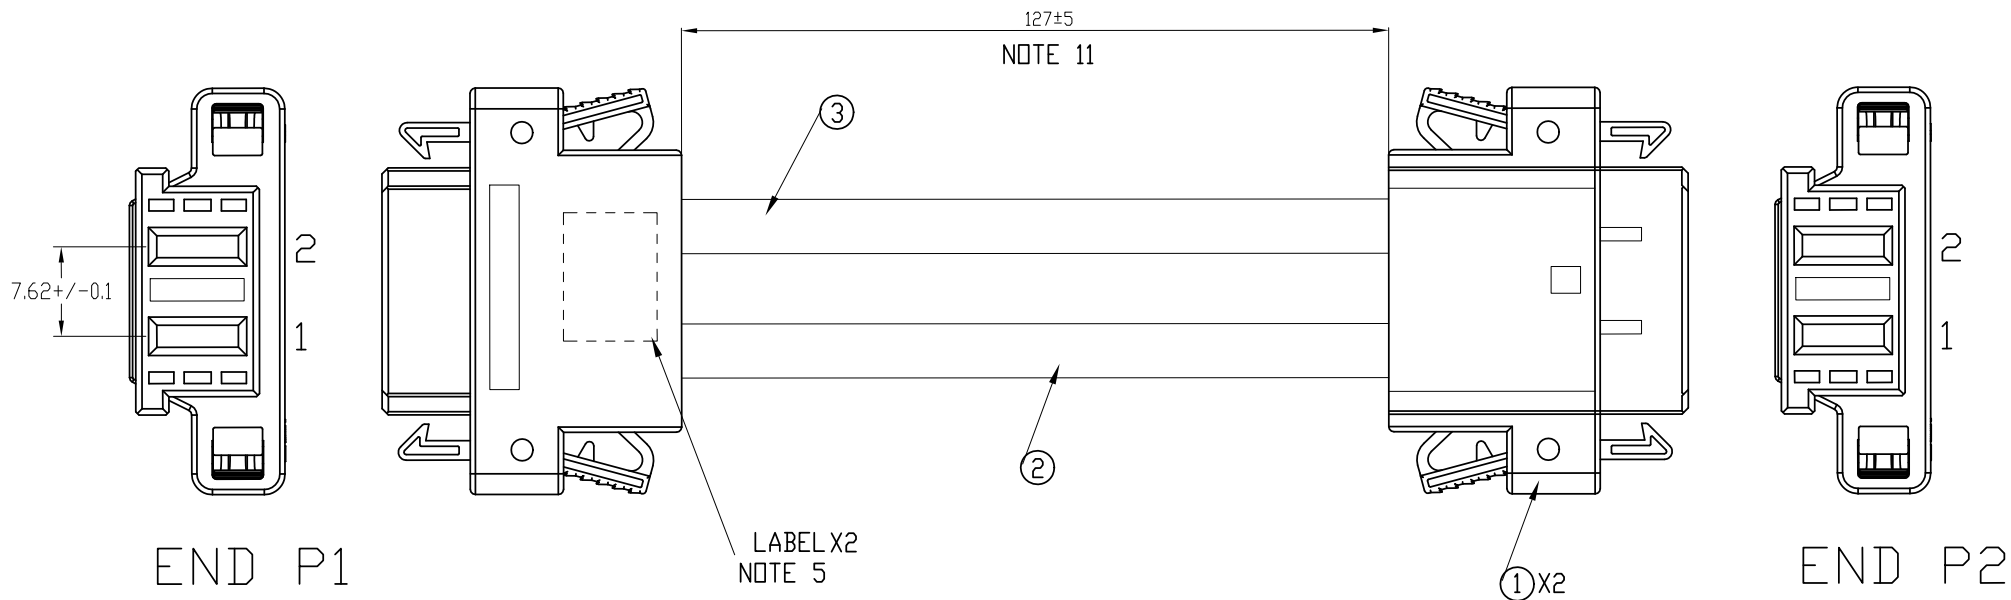 127±5
NOTE 11
3
2
7.62+/-0.1
1
2
1
2
LABEL X2
NOTE 5
1 X2
END P1
END P2